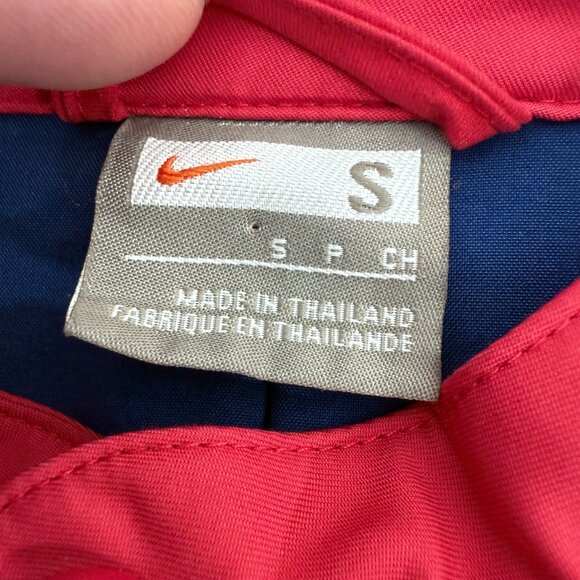 S
S P CH
MADE IN THAILAND
FABRIQUE EN THAILANDE